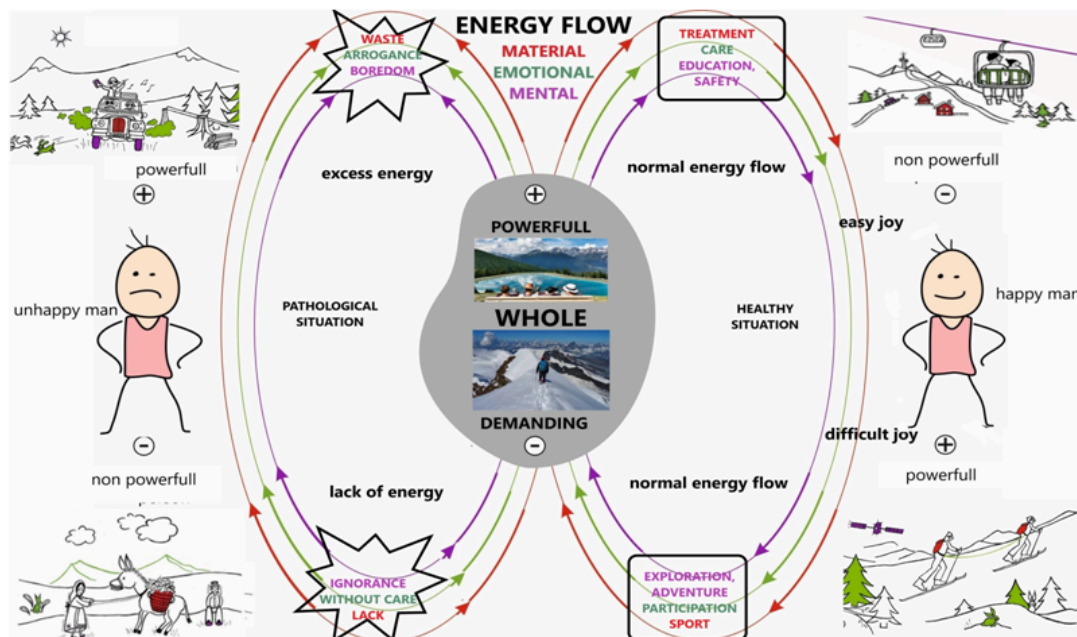 ENERGY FLOW
MATERIAL
EMOTIONAL
MENTAL
WASTE
ARROGANCE
BOREDOM
TREATMENT
CARE
EDUCATION,
SAFETY
powerfull
+
excess energy
normal energy flow
non powerfull
-
easy joy
+
POWERFULL
WHOLE
DEMANDING
-
unhappy man
PATHOLOGICAL
SITUATION
HEALTHY
SITUATION
happy man
-
non powerfull
lack of energy
normal energy flow
difficult joy
+
powerfull
IGNORANCE
WITHOUT CARE
LACK
EXPLORATION,
ADVENTURE
PARTICIPATION
SPORT